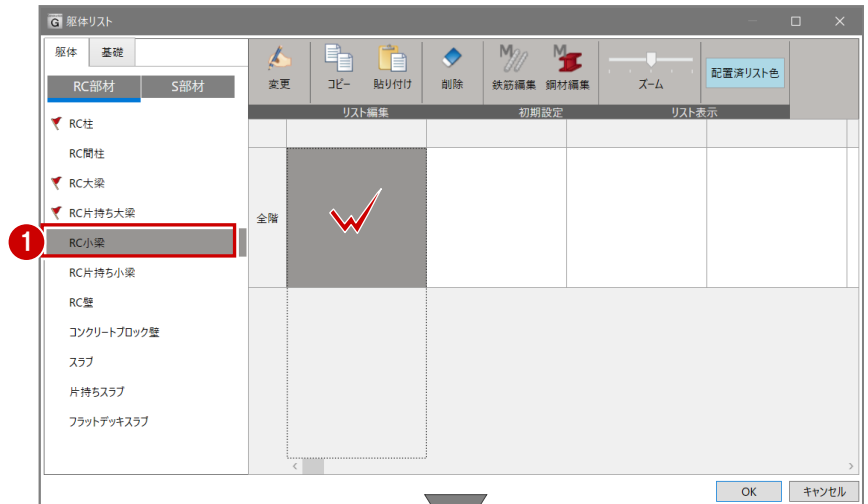 G 躯体リスト
躯体 基礎
RC部材 S部材
RC柱
RC間柱
RC大梁
RC片持ち大梁
1 RC小梁
RC片持ち小梁
RC壁
コンクリートブロック壁
スラブ
片持ちスラブ
フラットデッキスラブ
変更 コピー 貼り付け 削除 鉄筋編集 鋼材編集 ズーム 配置済リスト色
リスト編集 初期設定 リスト表示
全階
OK キャンセル